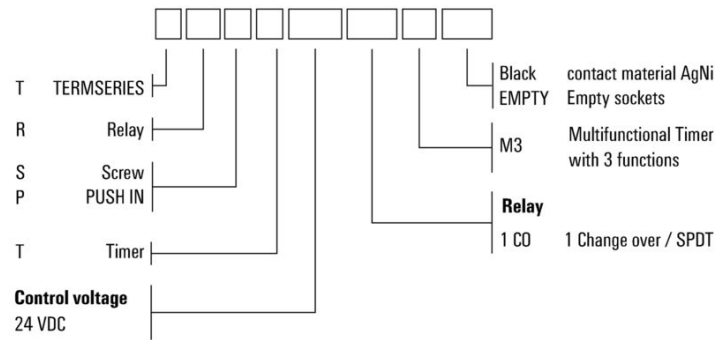 T TERMSERIES
R Relay
S Screw
P PUSH IN
T Timer
Control voltage
24 VDC
Black contact material AgNi
EMPTY Empty sockets
M3 Multifunctional Timer
with 3 functions
Relay
1 CO 1 Change over / SPDT